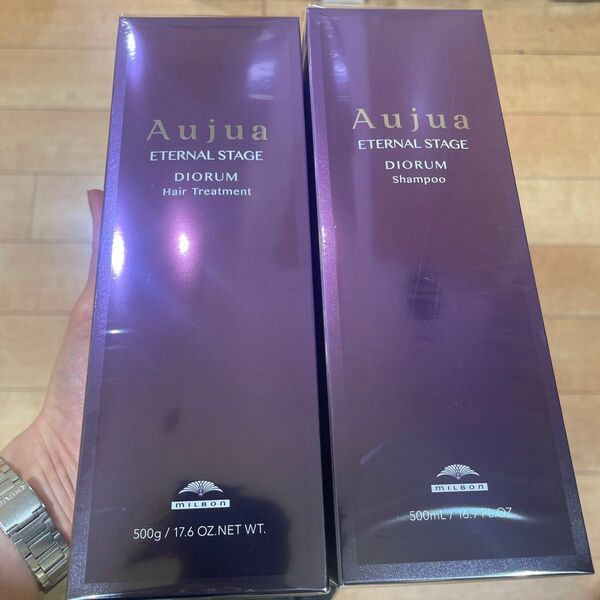 Aujua
ETERNAL STAGE
DIORUM
Hair Treatment
MILBON
500g / 17.6 OZ.NET WT.
Aujua
ETERNAL STAGE
DIORUM
Shampoo
MILBON
500mL / 16.9 FL.OZ.
CASIO